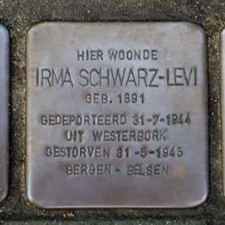 HIER WOONDE
IRMA SCHWARZ-LEVI
GEB. 1891
GEDEPORTEERD 31-7-1944
UIT WESTERBORK
GESTORVEN 31-5-1945
BERGEN - BELSEN